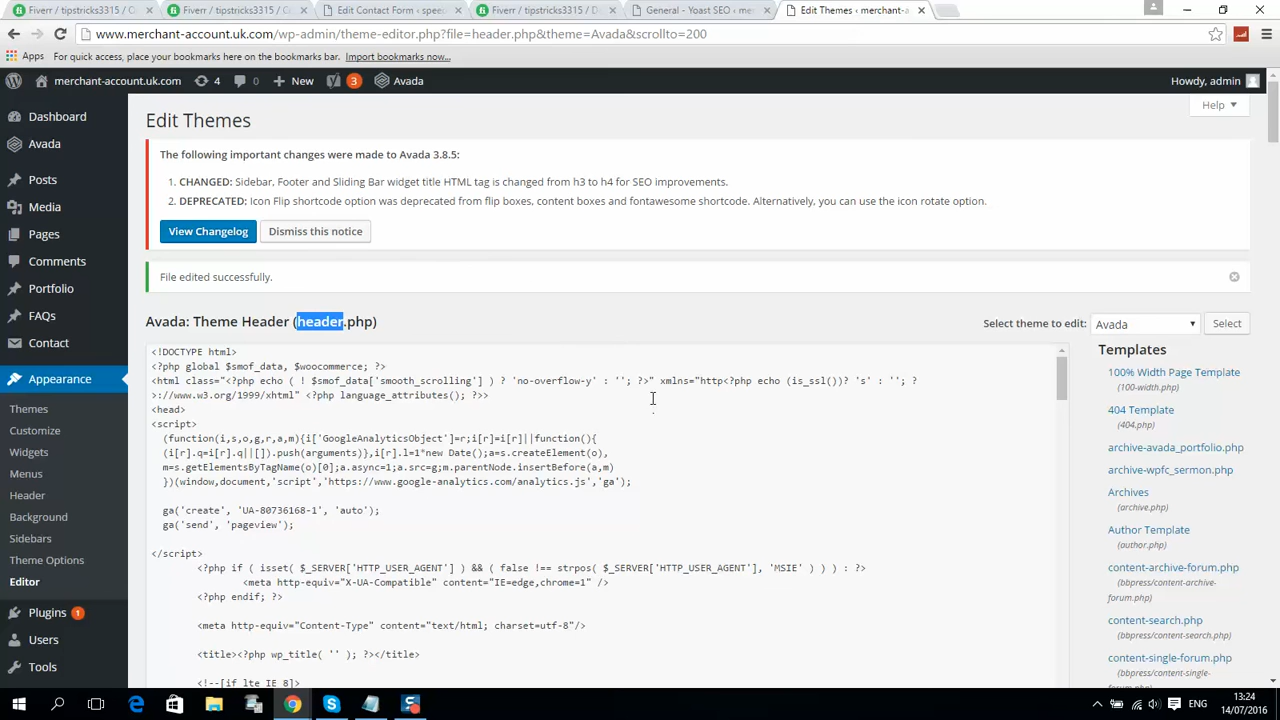 Fiverr / tipstricks3315 / C
Fiverr / tipstricks3315 / C
Edit Contact Form ‹ spee
Fiverr / tipstricks3315 / D
General - Yoast SEO ‹ me
Edit Themes ‹ merchant-a
www.merchant-account.uk.com/wp-admin/theme-editor.php?file=header.php&theme=Avada&scrollto=200
Apps For quick access, place your bookmarks here on the bookmarks bar. Import bookmarks now...
merchant-account.uk.com 4 0 + New 3 Avada Howdy, admin
Help
Dashboard
Avada
Posts
Media
Pages
Comments
Portfolio
FAQs
Contact
Appearance
Themes
Customize
Widgets
Menus
Header
Background
Sidebars
Theme Options
Editor
Plugins 1
Users
Tools
Edit Themes
The following important changes were made to Avada 3.8.5:
1. CHANGED: Sidebar, Footer and Sliding Bar widget title HTML tag is changed from h3 to h4 for SEO improvements.
2. DEPRECATED: Icon Flip shortcode option was deprecated from flip boxes, content boxes and fontawesome shortcode. Alternatively, you can use the icon rotate option.
View Changelog Dismiss this notice
File edited successfully.
Avada: Theme Header (header.php)
Select theme to edit: Avada Select
<!DOCTYPE html>
<?php global $smof_data, $woocommerce; ?>
<html class="<?php echo ( ! $smof_data['smooth_scrolling'] ) ? 'no-overflow-y' : ''; ?>" xmlns="http<?php echo (is_ssl())? 's' : ''; ?
>://www.w3.org/1999/xhtml" <?php language_attributes(); ?>>
<head>
<script>
(function(i,s,o,g,r,a,m){i['GoogleAnalyticsObject']=r;i[r]=i[r]||function(){
(i[r].q=i[r].q||[]).push(arguments)},i[r].l=1*new Date();a=s.createElement(o),
m=s.getElementsByTagName(o)[0];a.async=1;a.src=g;m.parentNode.insertBefore(a,m)
})(window,document,'script','https://www.google-analytics.com/analytics.js','ga');
ga('create', 'UA-80736168-1', 'auto');
ga('send', 'pageview');
</script>
<?php if ( isset( $_SERVER['HTTP_USER_AGENT'] ) && ( false !== strpos( $_SERVER['HTTP_USER_AGENT'], 'MSIE' ) ) ) : ?>
<meta http-equiv="X-UA-Compatible" content="IE=edge,chrome=1" />
<?php endif; ?>
<meta http-equiv="Content-Type" content="text/html; charset=utf-8"/>
<title><?php wp_title( '' ); ?></title>
<!--[if lte IE 8]>
Templates
100% Width Page Template
(100-width.php)
404 Template
(404.php)
archive-avada_portfolio.php
archive-wpfc_sermon.php
Archives
(archive.php)
Author Template
(author.php)
content-archive-forum.php
(bbpress/content-archive-
forum.php)
content-search.php
(bbpress/content-search.php)
content-single-forum.php
(bbpress/content-single-
ENG
13:24
14/07/2016